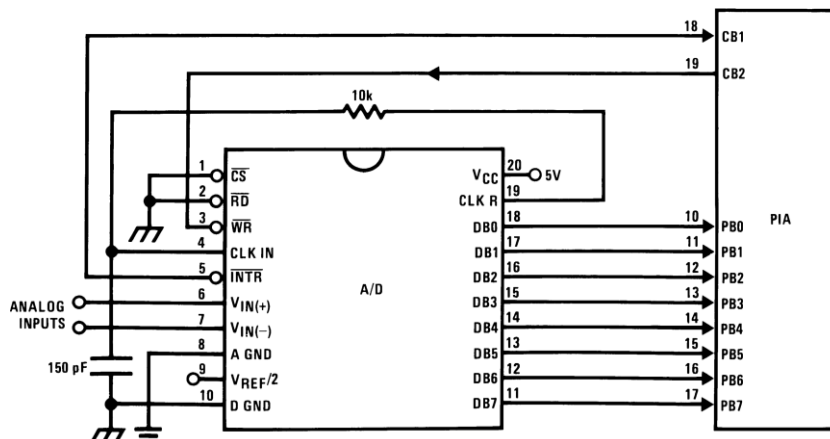 18 CB1
19 CB2
10k
1 CS
20 VCC 5V
2 RD
19 CLK R
3 WR
18 DB0 10 PB0
PIA
4 CLK IN
17 DB1 11 PB1
5 INTR
16 DB2 12 PB2
A/D
6 VIN(+)
15 DB3 13 PB3
ANALOG
INPUTS
7 VIN(−)
14 DB4 14 PB4
8 A GND
13 DB5 15 PB5
150 pF
9 VREF/2
12 DB6 16 PB6
10 D GND
11 DB7 17 PB7